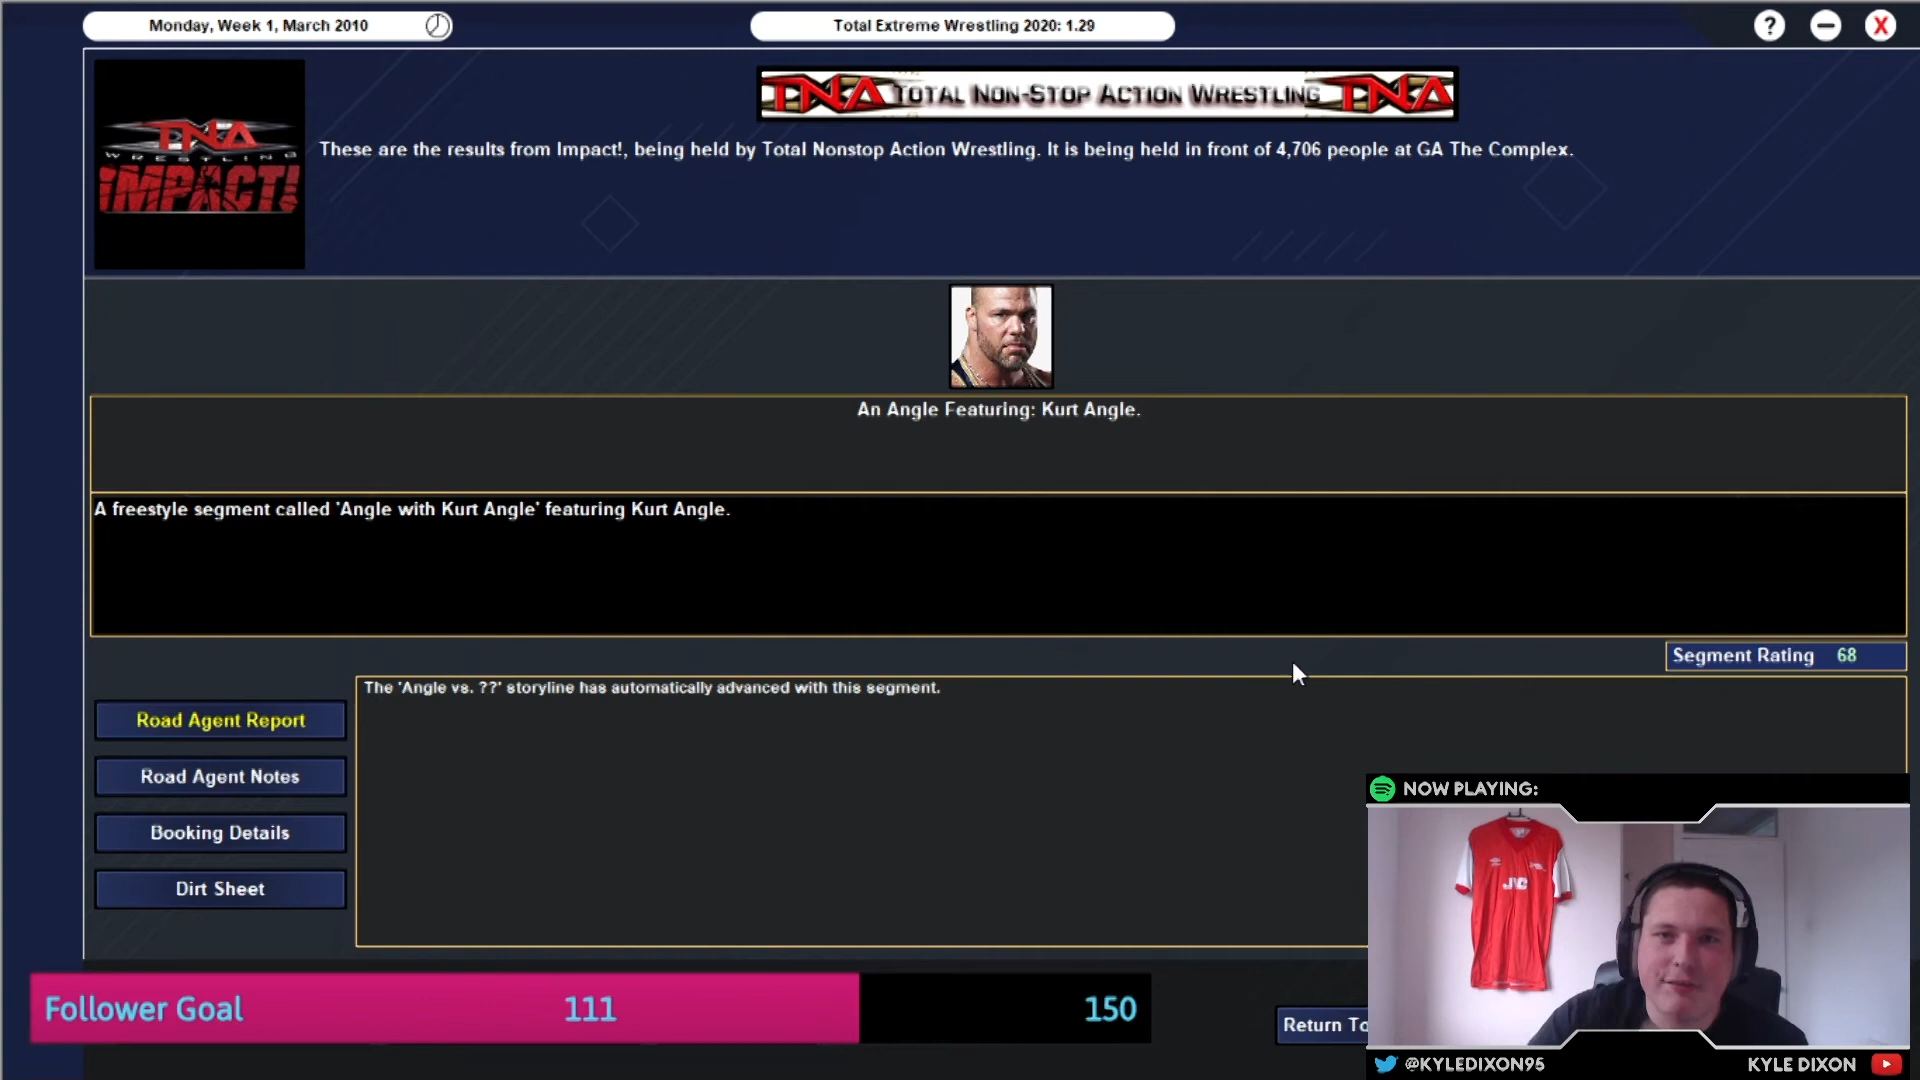 Monday, Week 1, March 2010
Total Extreme Wrestling 2020: 1.29
?
X
TNA
WRESTLING
iMPACT!
TNA TOTAL NON-STOP ACTION WRESTLING TNA
These are the results from Impact!, being held by Total Nonstop Action Wrestling. It is being held in front of 4,706 people at GA The Complex.
An Angle Featuring: Kurt Angle.
A freestyle segment called 'Angle with Kurt Angle' featuring Kurt Angle.
Segment Rating 68
The 'Angle vs. ??' storyline has automatically advanced with this segment.
Road Agent Report
Road Agent Notes
Booking Details
Dirt Sheet
NOW PLAYING:
JVC
Follower Goal 111 150
Return To
@KYLEDIXON95
KYLE DIXON